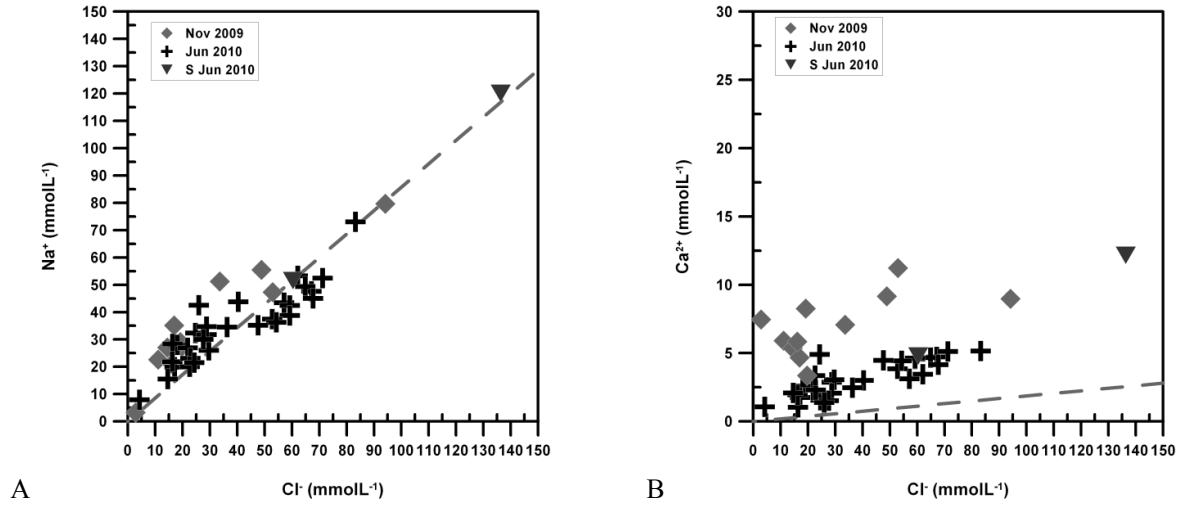 150
140
130
120
110
100
90
80
70
60
50
40
30
20
10
0
Na⁺ (mmolL⁻¹)
Nov 2009
Jun 2010
S Jun 2010
0 10 20 30 40 50 60 70 80 90 100 110 120 130 140 150
Cl⁻ (mmolL⁻¹)
A
30
25
20
15
10
5
0
Ca²⁺ (mmolL⁻¹)
Nov 2009
Jun 2010
S Jun 2010
0 10 20 30 40 50 60 70 80 90 100 110 120 130 140 150
Cl⁻ (mmolL⁻¹)
B